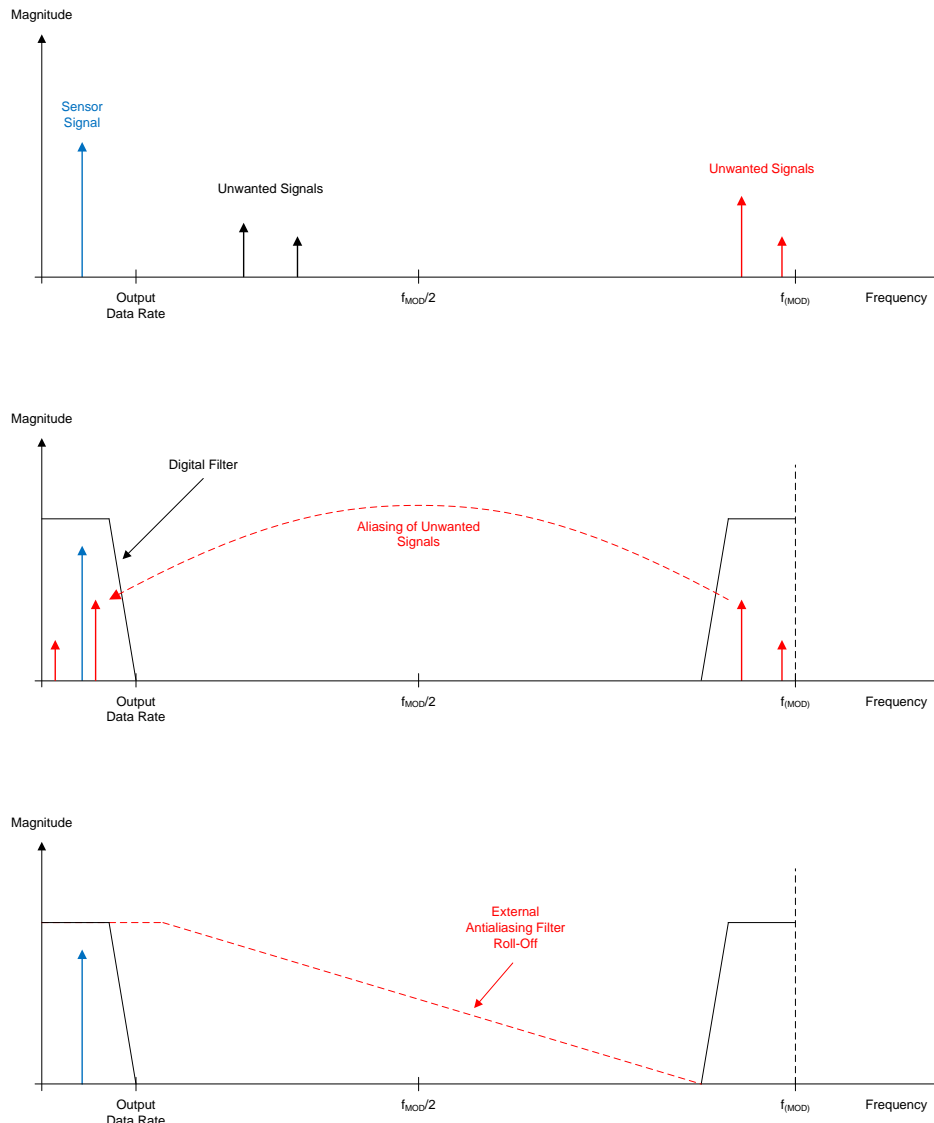 Magnitude
Sensor
Signal
Unwanted Signals
Unwanted Signals
Output
Data Rate
fMOD/2
f(MOD)
Frequency
Magnitude
Digital Filter
Aliasing of Unwanted
Signals
Output
Data Rate
fMOD/2
f(MOD)
Frequency
Magnitude
External
Antialiasing Filter
Roll-Off
Output
Data Rate
fMOD/2
f(MOD)
Frequency